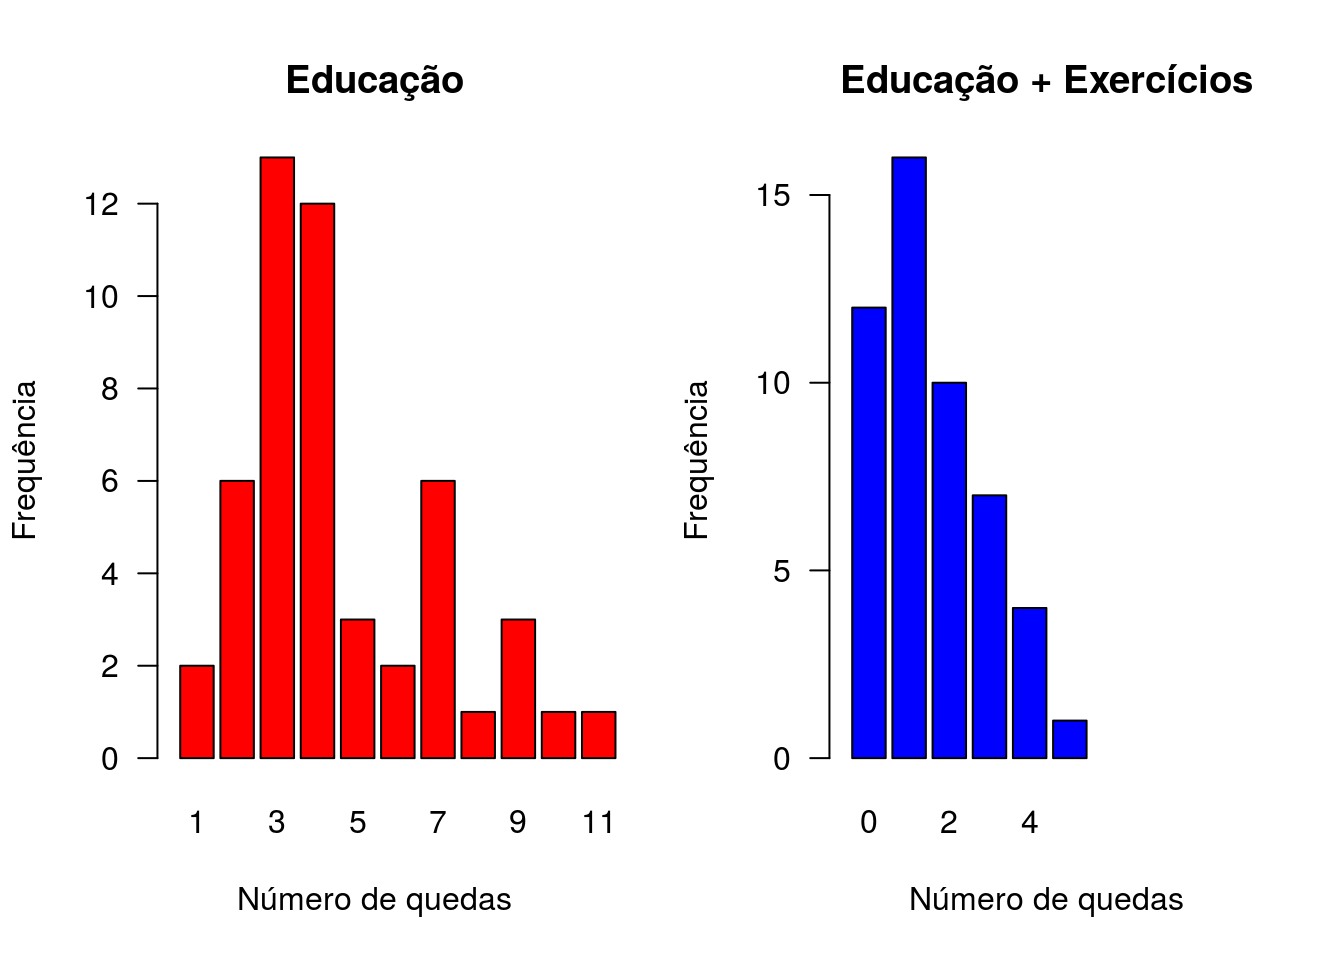 Educação
Frequência
12
10
8
6
4
2
0
1 3 5 7 9 11
Número de quedas
Educação + Exercícios
Frequência
15
10
5
0
0 2 4
Número de quedas